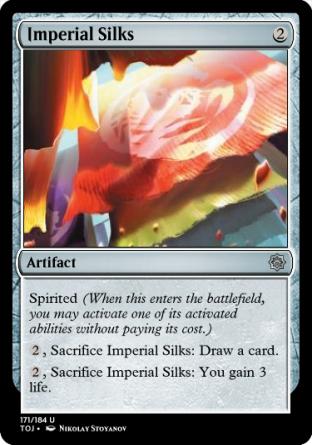 Imperial Silks 2
Artifact
Spirited (When this enters the battlefield,
you may activate one of its activated
abilities without paying its cost.)
2, Sacrifice Imperial Silks: Draw a card.
2, Sacrifice Imperial Silks: You gain 3
life.
171/184 U
TOJ • Nikolay Stoyanov